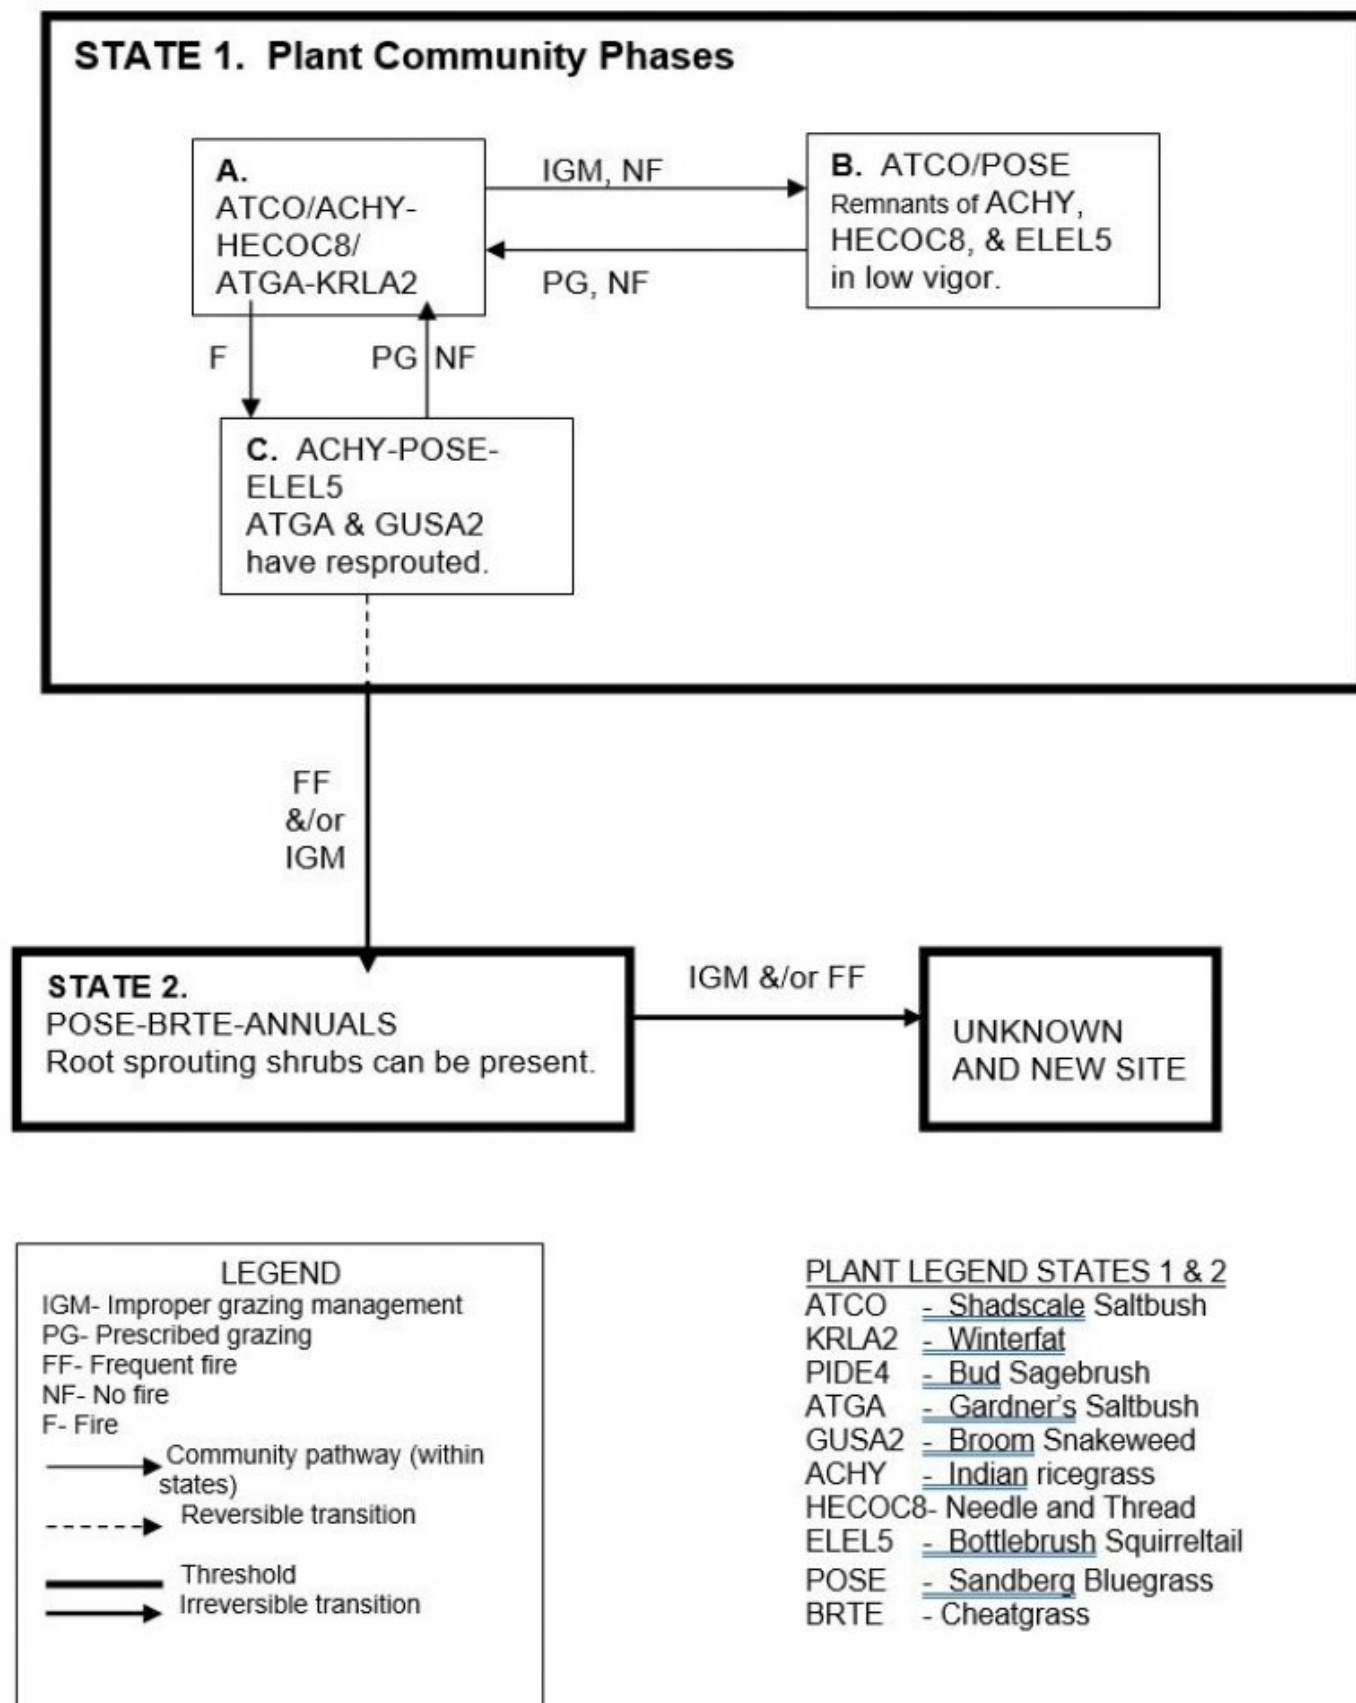 STATE 1. Plant Community Phases
A.
ATCO/ACHY-
HECOC8/
ATGA-KRLA2
IGM, NF
PG, NF
B. ATCO/POSE
Remnants of ACHY,
HECOC8, & ELEL5
in low vigor.
F
PG NF
C. ACHY-POSE-
ELEL5
ATGA & GUSA2
have resprouted.
FF
&/or
IGM
STATE 2.
POSE-BRTE-ANNUALS
Root sprouting shrubs can be present.
IGM &/or FF
UNKNOWN
AND NEW SITE
LEGEND
IGM- Improper grazing management
PG- Prescribed grazing
FF- Frequent fire
NF- No fire
F- Fire
Community pathway (within
states)
Reversible transition
Threshold
Irreversible transition
PLANT LEGEND STATES 1 & 2
ATCO - Shadscale Saltbush
KRLA2 - Winterfat
PIDE4 - Bud Sagebrush
ATGA - Gardner's Saltbush
GUSA2 - Broom Snakeweed
ACHY - Indian ricegrass
HECOC8- Needle and Thread
ELEL5 - Bottlebrush Squirreltail
POSE - Sandberg Bluegrass
BRTE - Cheatgrass